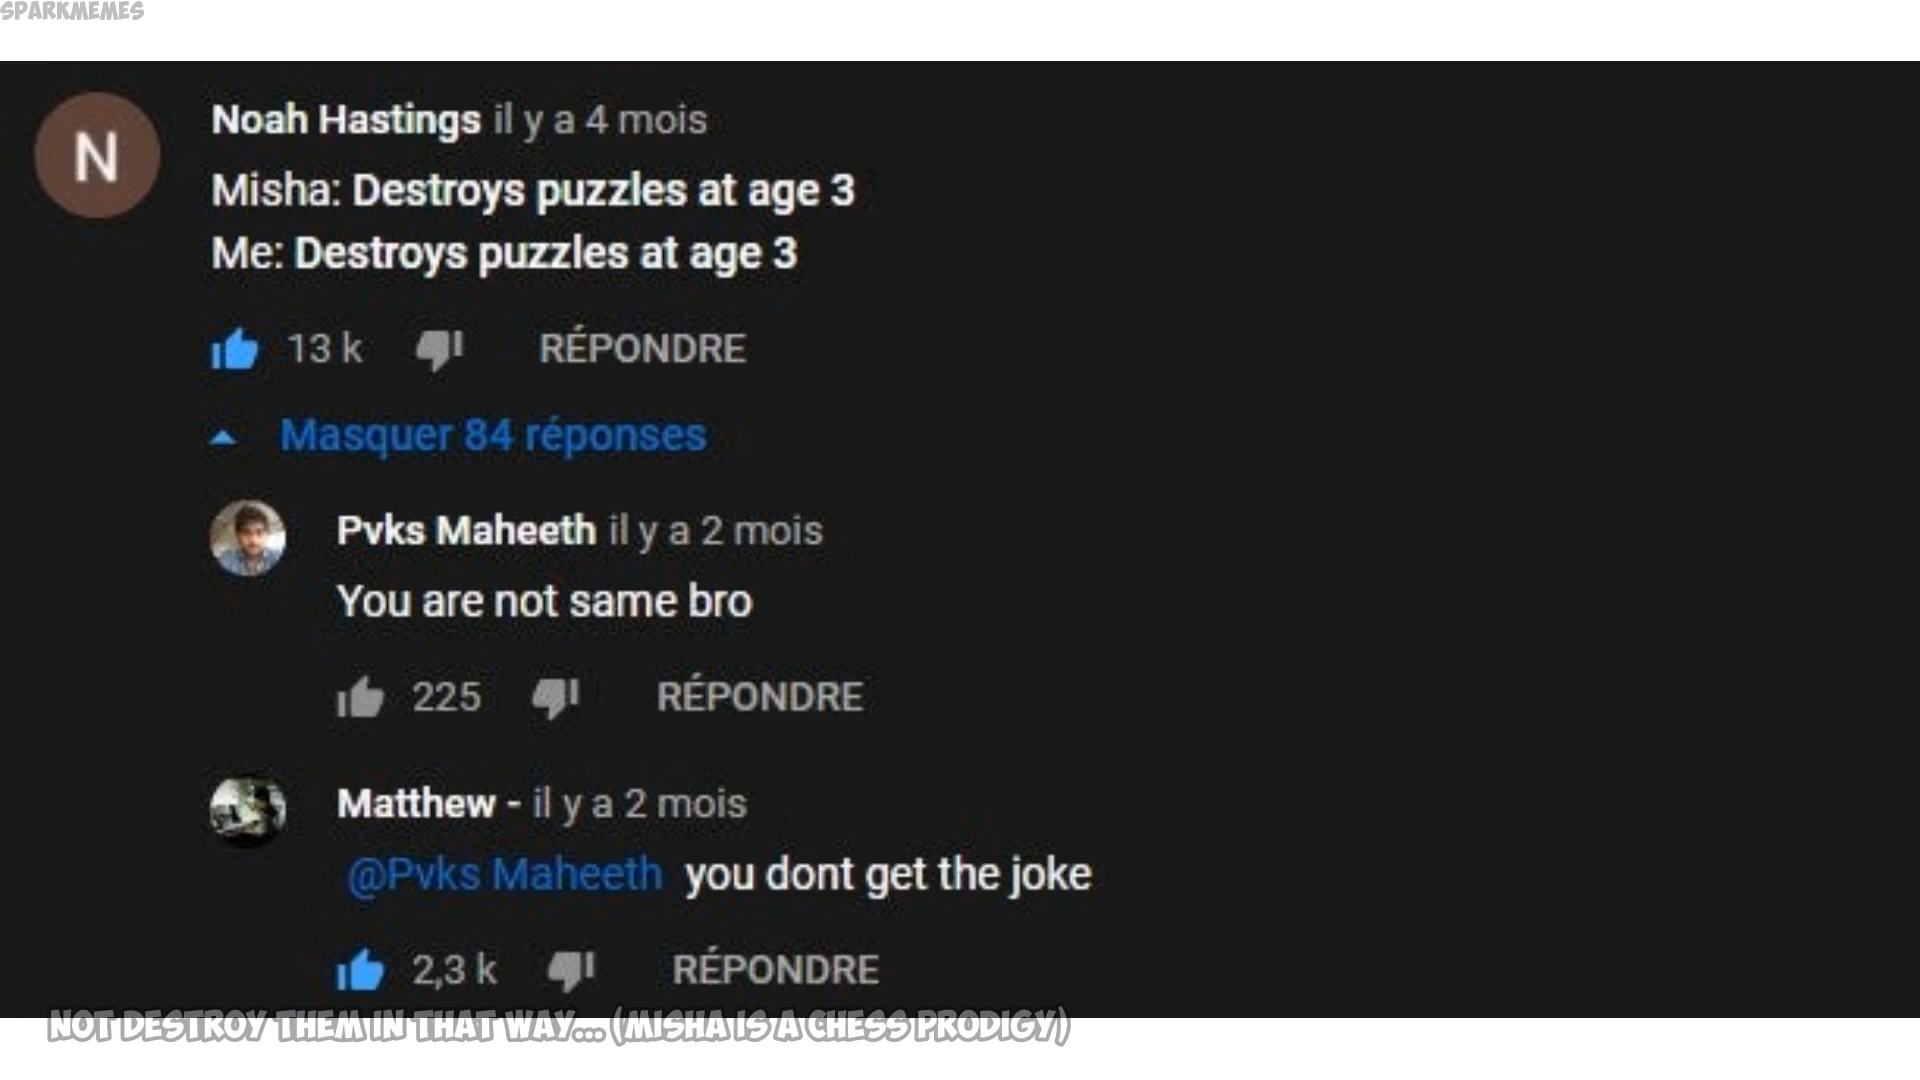 SPARKMEMES
N
Noah Hastings il y a 4 mois
Misha: Destroys puzzles at age 3
Me: Destroys puzzles at age 3
13 k RÉPONDRE
Masquer 84 réponses
Pvks Maheeth il y a 2 mois
You are not same bro
225 RÉPONDRE
Matthew - il y a 2 mois
@Pvks Maheeth you dont get the joke
2,3 k RÉPONDRE
NOT DESTROY THEM IN THAT WAY... (MISHA IS A CHESS PRODIGY)